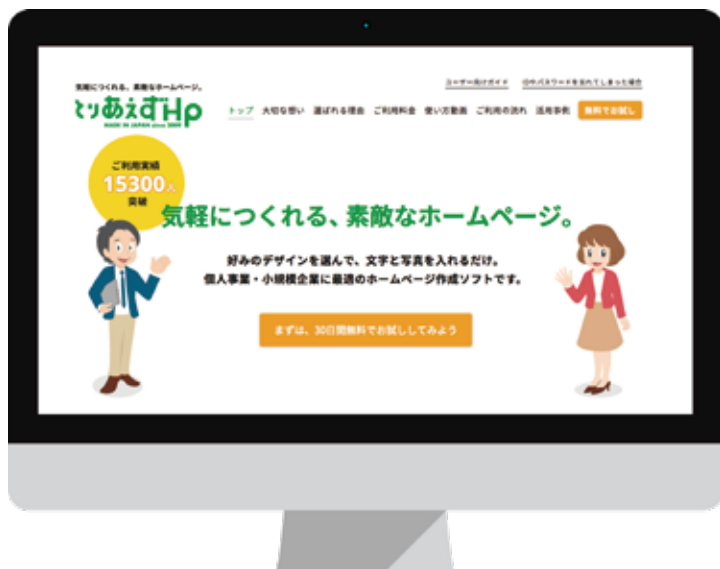 気軽につくれる、素敵なホームページ。
とりあえずHp
MADE IN JAPAN since 2009
ユーザー向けガイド IDやパスワードを忘れてしまった場合
トップ 大切な想い 選ばれる理由 ご利用料金 使い方動画 ご利用の流れ 活用事例 無料でお試し
ご利用実績
15300人
突破
気軽につくれる、素敵なホームページ。
好みのデザインを選んで、文字と写真を入れるだけ。
個人事業・小規模企業に最適のホームページ作成ソフトです。
まずは、30日間無料でお試ししてみよう